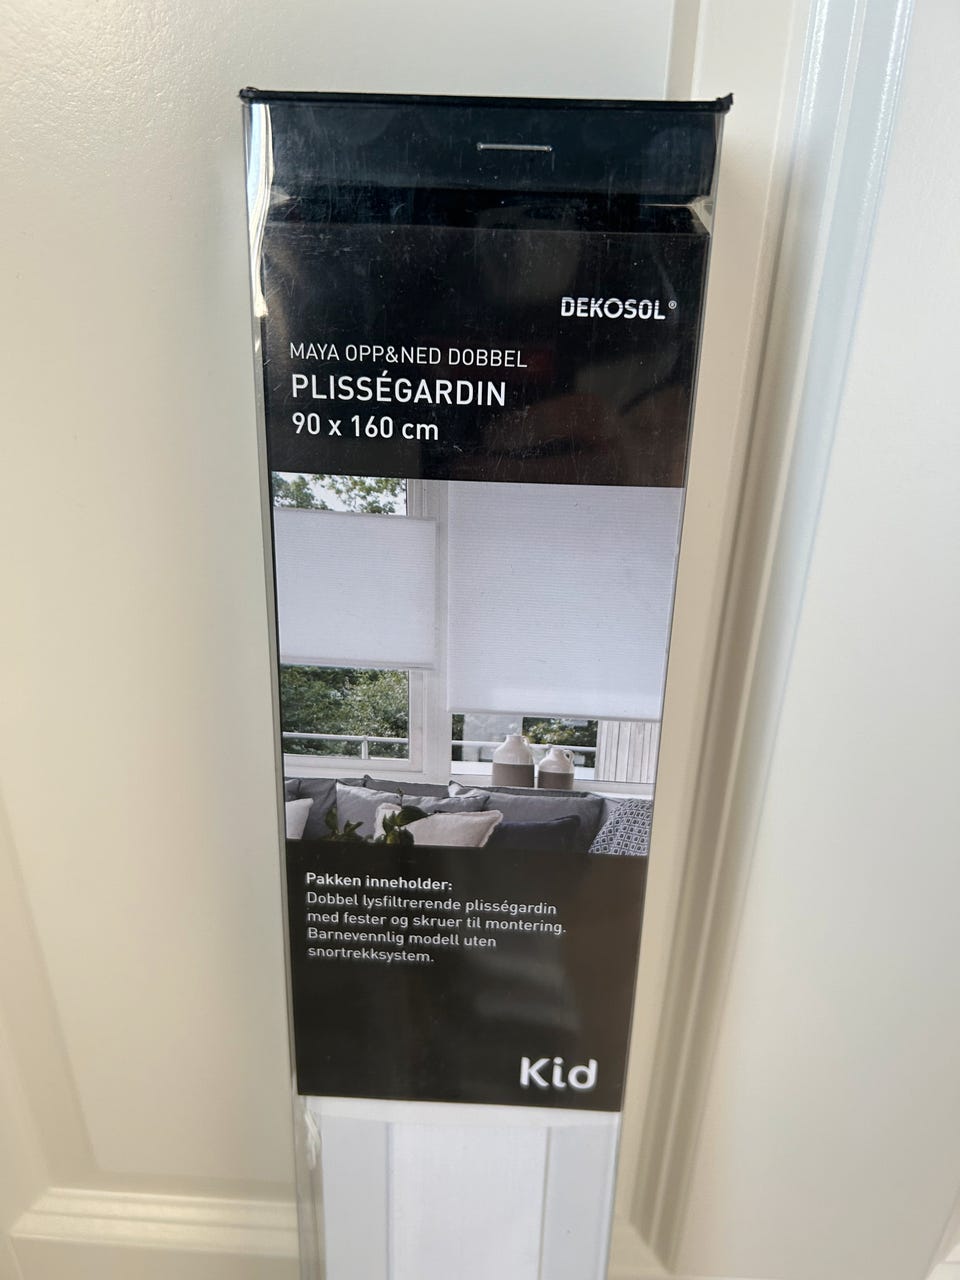 DEKOSOL®
MAYA OPP&NED DOBBEL
PLISSÉGARDIN
90 x 160 cm
Pakken inneholder:
Dobbel lysfiltrerende plisségardin
med fester og skruer til montering.
Barnevennlig modell uten
snortrekksystem.
Kid